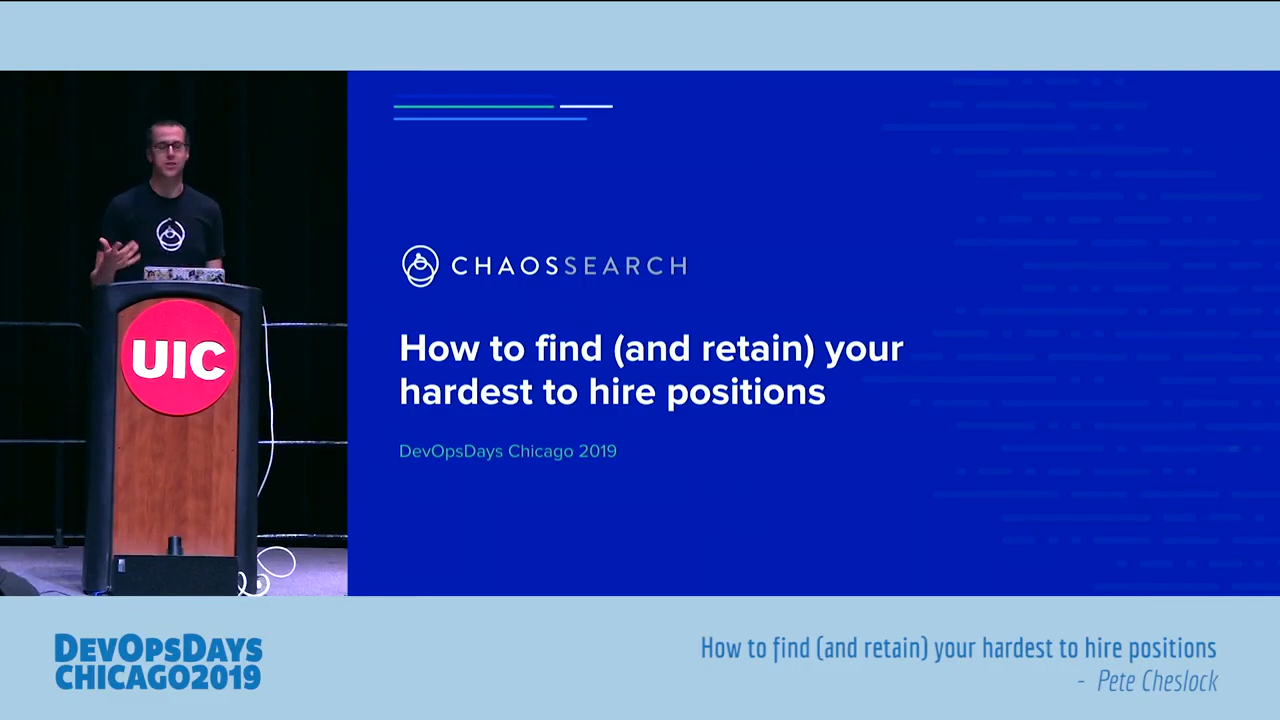 UIC
CHAOSSEARCH
How to find (and retain) your
hardest to hire positions
DevOpsDays Chicago 2019
DEVOPSDAYS
CHICAGO2019
How to find (and retain) your hardest to hire positions
- Pete Cheslock